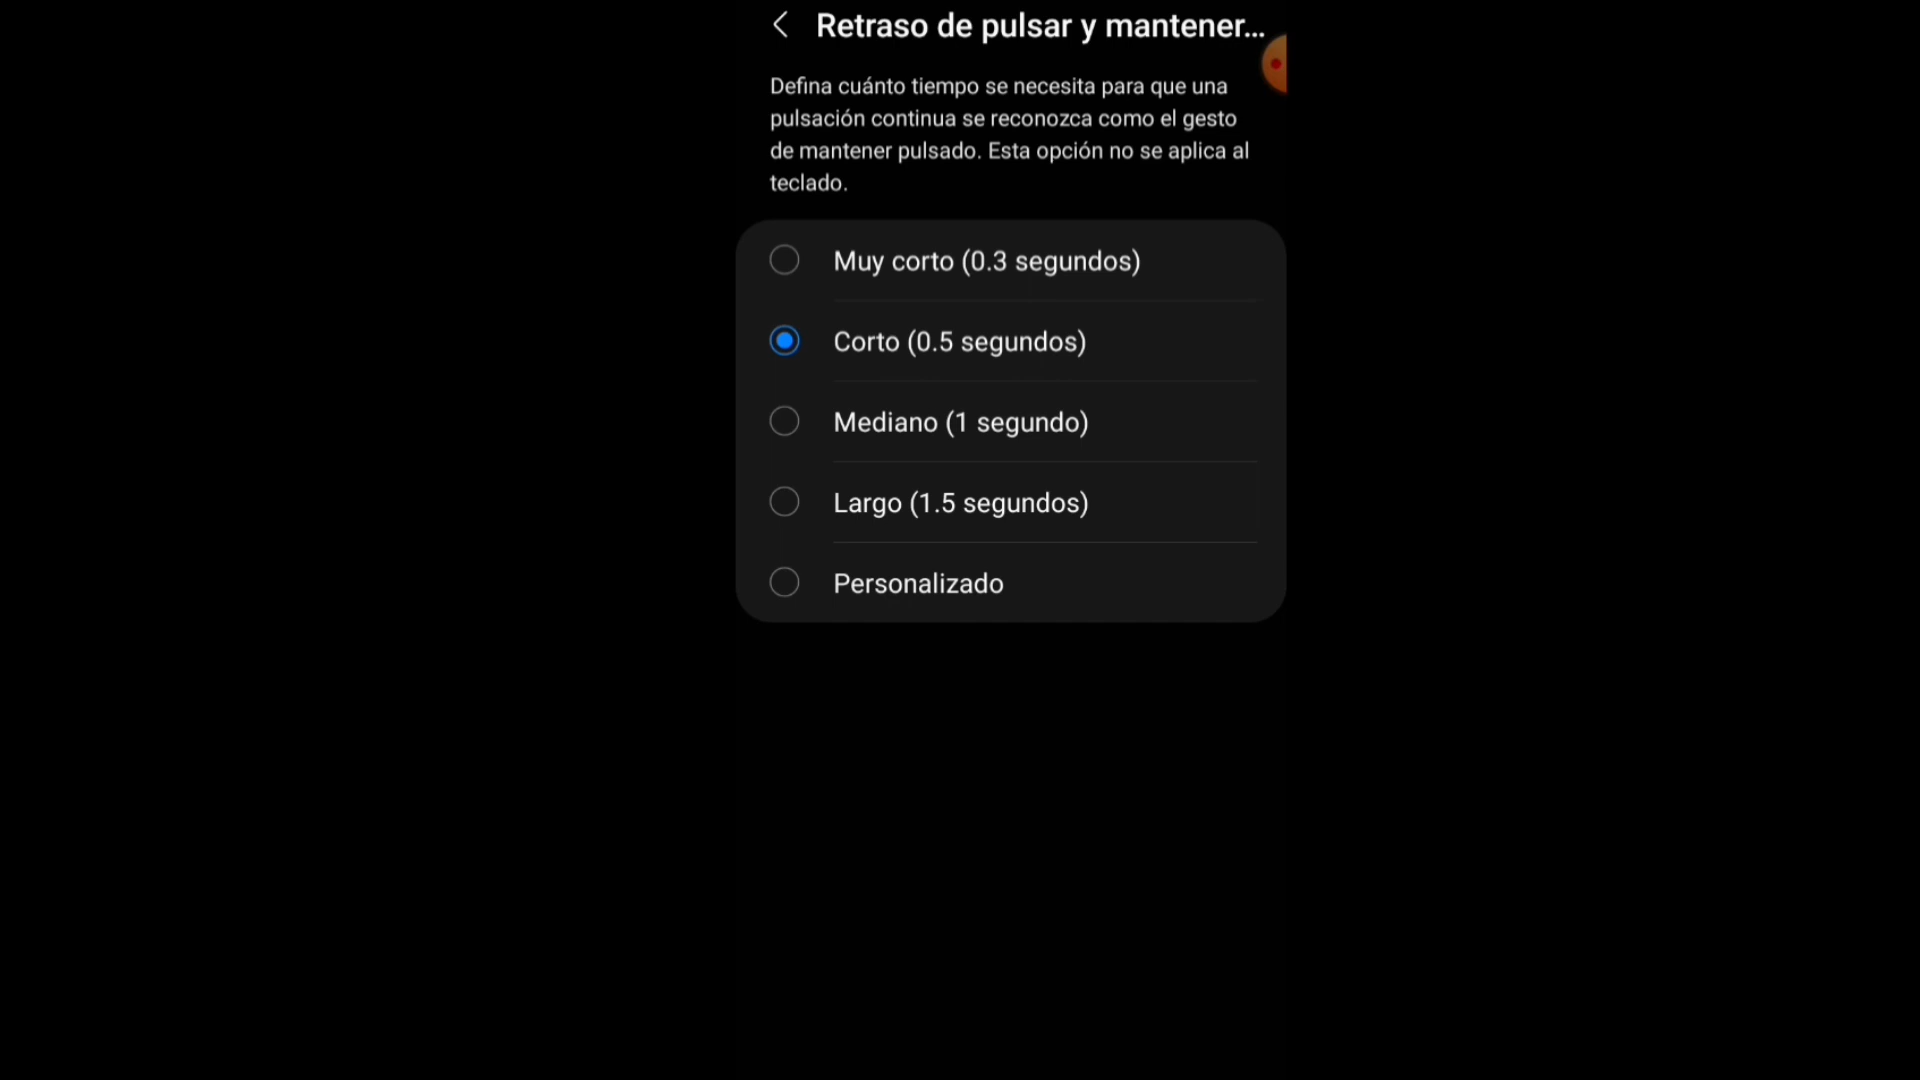 Retraso de pulsar y mantener...
Defina cuánto tiempo se necesita para que una
pulsación continua se reconozca como el gesto
de mantener pulsado. Esta opción no se aplica al
teclado.
Muy corto (0.3 segundos)
Corto (0.5 segundos)
Mediano (1 segundo)
Largo (1.5 segundos)
Personalizado